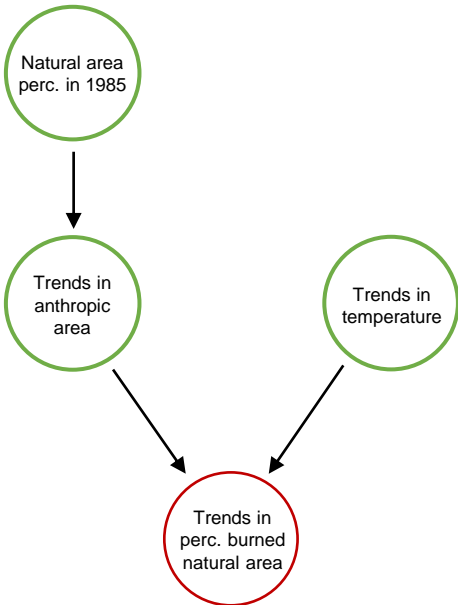 Natural area
perc. in 1985
Trends in
anthropic
area
Trends in
temperature
Trends in
perc. burned
natural area